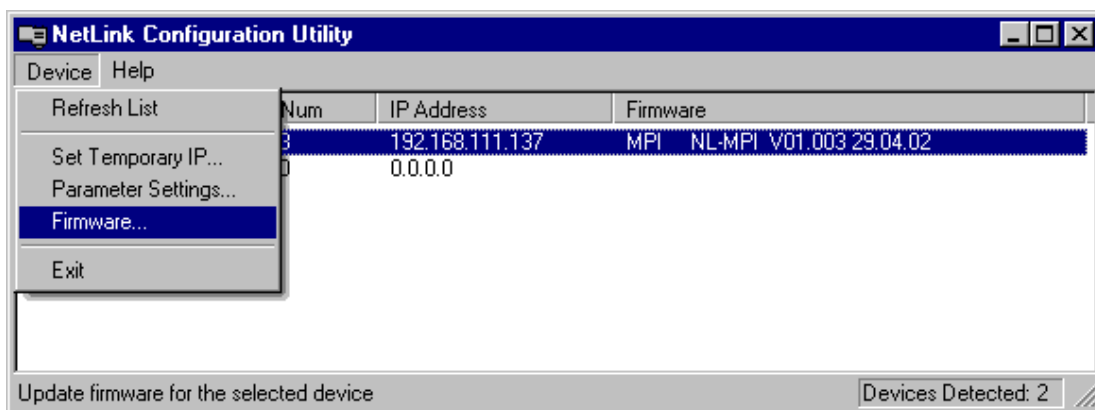 NetLink Configuration Utility
Device Help
Refresh List Num IP Address Firmware
3 192.168.111.137 MPI NL-MPI V01.003 29.04.02
Set Temporary IP... 0 0.0.0.0
Parameter Settings...
Firmware...
Exit
Update firmware for the selected device Devices Detected: 2